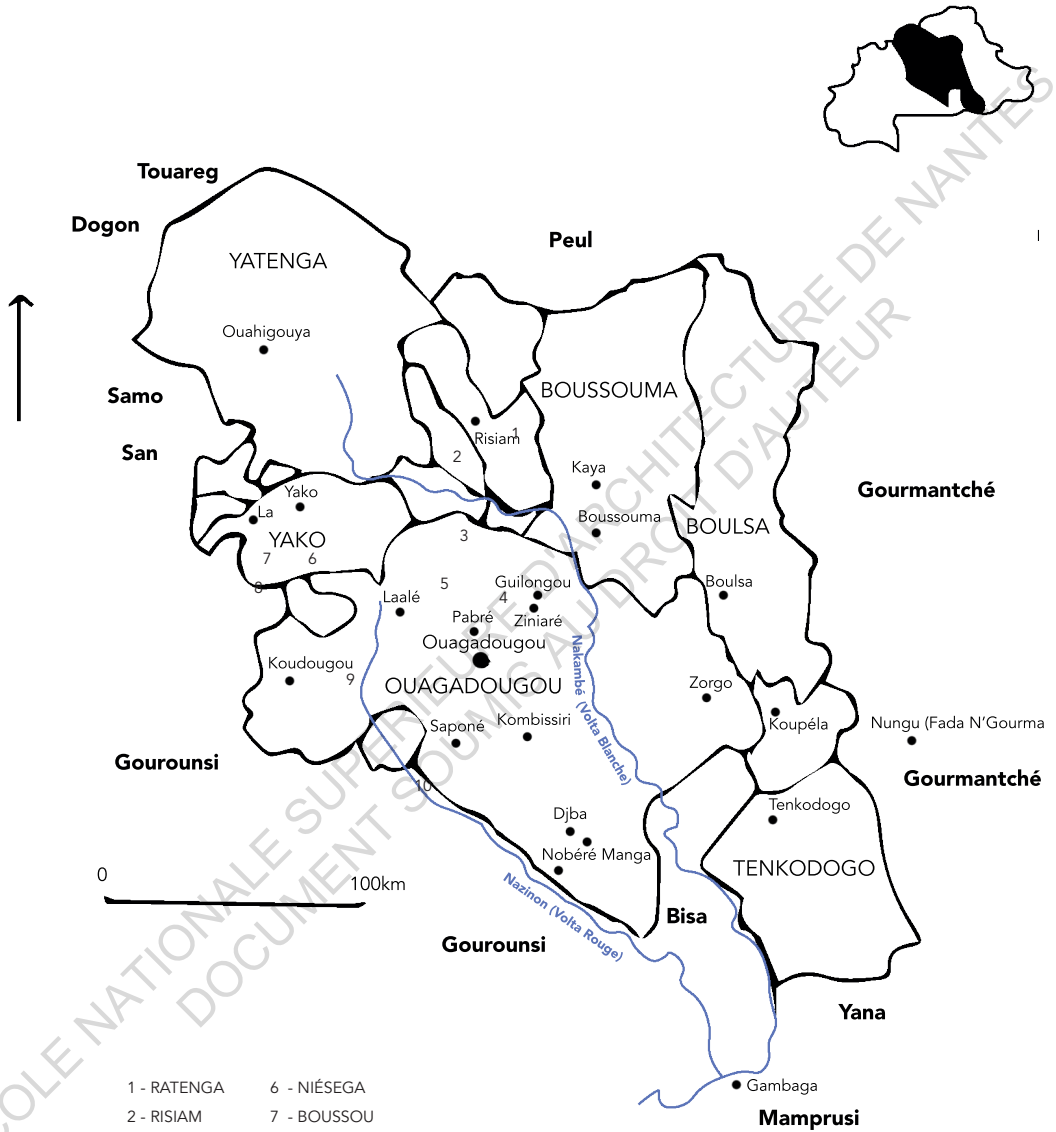 Touareg
Dogon
Peul
YATENGA
Ouahigouya
Samo
San
BOUSSOUMA
Risiam
1
2
Kaya
Gourmantché
Yako
La
YAKO
Boussouma
BOULSA
3
7
6
8
5
Guilongou
4
Boulsa
Laalé
Ziniaré
Pabré
Ouagadougou
Koudougou
9
OUAGADOUGOU
Zorgo
Nakambé (Volta Blanche)
Saponé
Kombissiri
Koupéla
Nungu (Fada N'Gourma
Gourounsi
Gourmantché
10
Djba
Tenkodogo
Nobéré Manga
TENKODOGO
0
100km
Nazinon (Volta Rouge)
Bisa
Gourounsi
Yana
Gambaga
Mamprusi
1 - RATENGA
6 - NIÉSEGA
2 - RISIAM
7 - BOUSSOU
COLE NATIONALE SUPERIEURE D'ARCHITECTURE DE NANTES
DOCUMENT SOUMIS AU DROIT D'AUTEUR